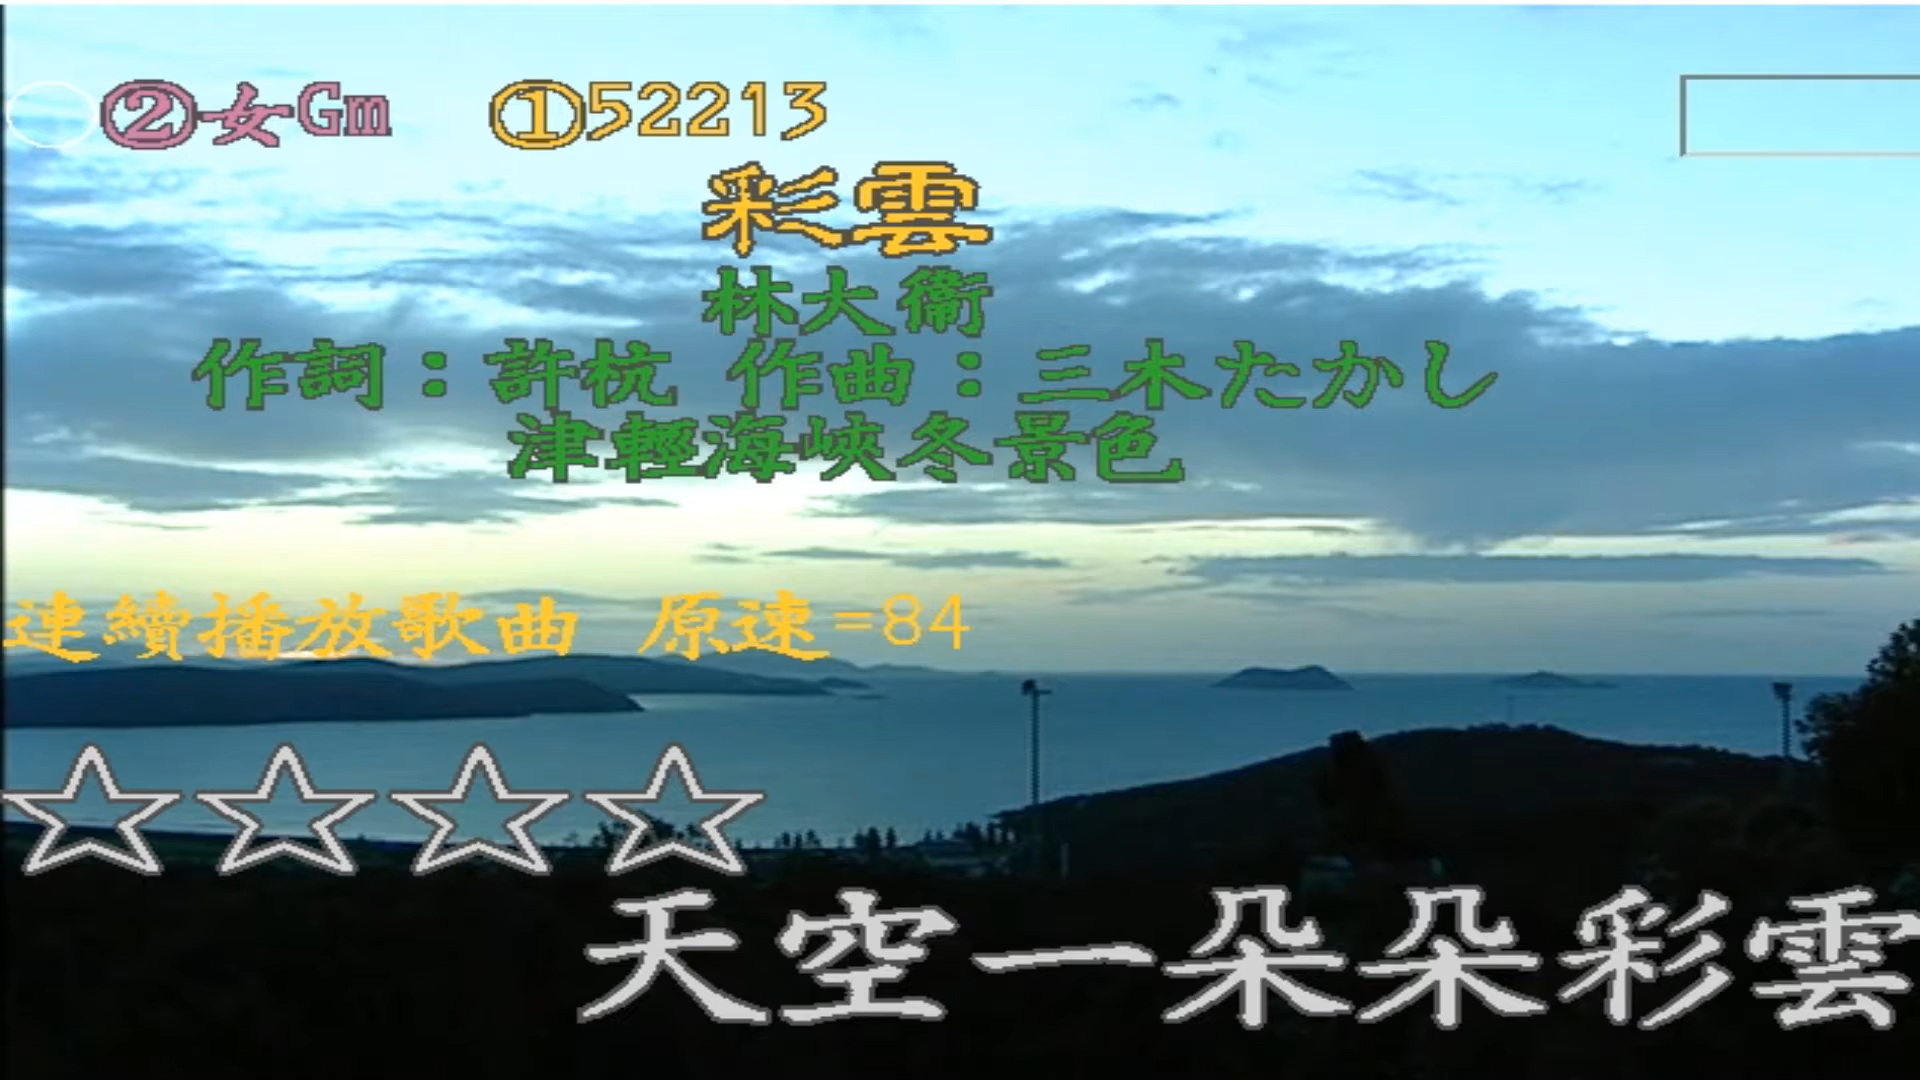 ②女Gm ①52213
彩雲
林大衞
作詞：許杭 作曲：三木たかし
津輕海峽冬景色
連續播放歌曲 原速=84
☆☆☆☆
天空一朵朵彩雲